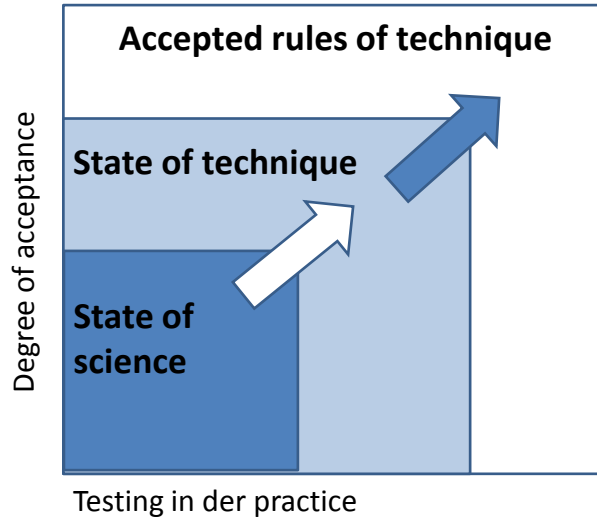 Accepted rules of technique
State of technique
State of
science
Degree of acceptance
Testing in der practice